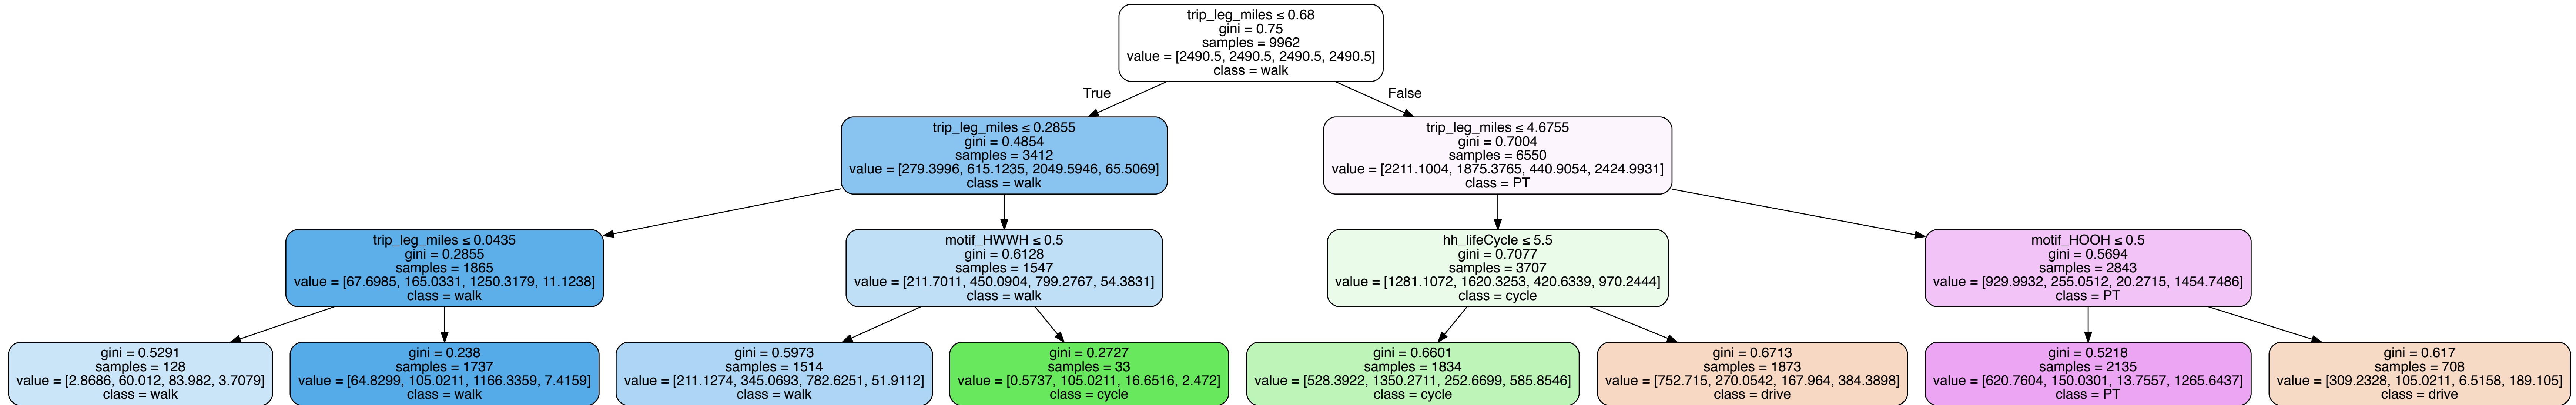 trip_leg_miles ≤ 0.68
gini = 0.75
samples = 9962
value = [2490.5, 2490.5, 2490.5, 2490.5]
class = walk
True
False
trip_leg_miles ≤ 0.2855
gini = 0.4854
samples = 3412
value = [279.3996, 615.1235, 2049.5946, 65.5069]
class = walk
trip_leg_miles ≤ 4.6755
gini = 0.7004
samples = 6550
value = [2211.1004, 1875.3765, 440.9054, 2424.9931]
class = PT
trip_leg_miles ≤ 0.0435
gini = 0.2855
samples = 1865
value = [67.6985, 165.0331, 1250.3179, 11.1238]
class = walk
motif_HWWH ≤ 0.5
gini = 0.6128
samples = 1547
value = [211.7011, 450.0904, 799.2767, 54.3831]
class = walk
hh_lifeCycle ≤ 5.5
gini = 0.7077
samples = 3707
value = [1281.1072, 1620.3253, 420.6339, 970.2444]
class = cycle
motif_HOOH ≤ 0.5
gini = 0.5694
samples = 2843
value = [929.9932, 255.0512, 20.2715, 1454.7486]
class = PT
gini = 0.5291
samples = 128
value = [2.8686, 60.012, 83.982, 3.7079]
class = walk
gini = 0.238
samples = 1737
value = [64.8299, 105.0211, 1166.3359, 7.4159]
class = walk
gini = 0.5973
samples = 1514
value = [211.1274, 345.0693, 782.6251, 51.9112]
class = walk
gini = 0.2727
samples = 33
value = [0.5737, 105.0211, 16.6516, 2.472]
class = cycle
gini = 0.6601
samples = 1834
value = [528.3922, 1350.2711, 252.6699, 585.8546]
class = cycle
gini = 0.6713
samples = 1873
value = [752.715, 270.0542, 167.964, 384.3898]
class = drive
gini = 0.5218
samples = 2135
value = [620.7604, 150.0301, 13.7557, 1265.6437]
class = PT
gini = 0.617
samples = 708
value = [309.2328, 105.0211, 6.5158, 189.105]
class = drive